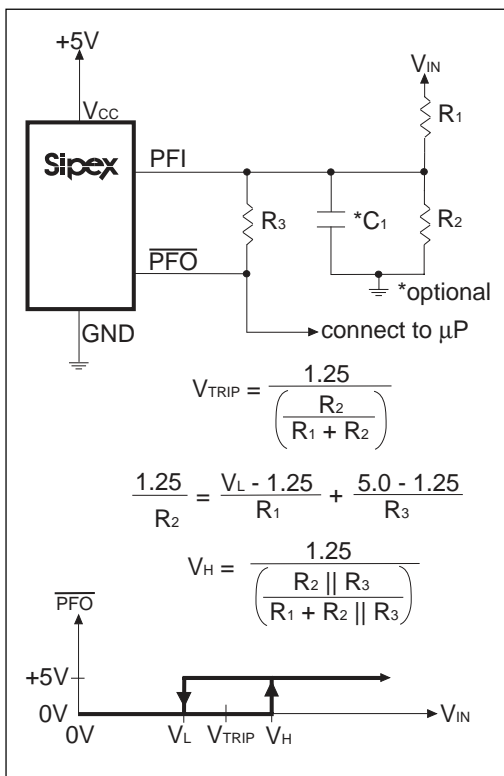 +5V
VIN
VCC
R1
Sipex
PFI
R3
*C1
R2
PFO
*optional
GND
connect to µP
VTRIP = 1.25 / ( R2 / R1 + R2 )
1.25 / R2 = VL - 1.25 / R1 + 5.0 - 1.25 / R3
VH = 1.25 / ( R2 || R3 / R1 + R2 || R3 )
PFO
+5V
0V
0V
VL
VTRIP
VH
VIN